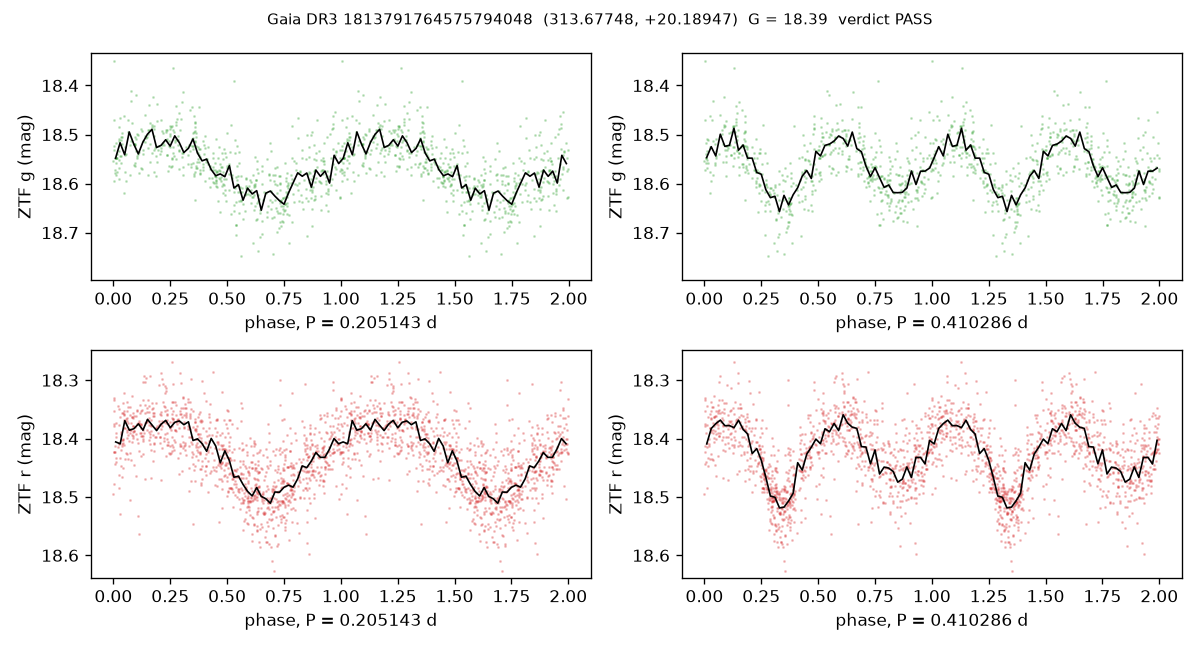 Gaia DR3 1813791764575794048 (313.67748, +20.18947) G = 18.39 verdict PASS
ZTF g (mag)
18.4
18.5
18.6
18.7
0.00 0.25 0.50 0.75 1.00 1.25 1.50 1.75 2.00
phase, P = 0.205143 d
ZTF g (mag)
18.4
18.5
18.6
18.7
0.00 0.25 0.50 0.75 1.00 1.25 1.50 1.75 2.00
phase, P = 0.410286 d
ZTF r (mag)
18.3
18.4
18.5
18.6
0.00 0.25 0.50 0.75 1.00 1.25 1.50 1.75 2.00
phase, P = 0.205143 d
ZTF r (mag)
18.3
18.4
18.5
18.6
0.00 0.25 0.50 0.75 1.00 1.25 1.50 1.75 2.00
phase, P = 0.410286 d